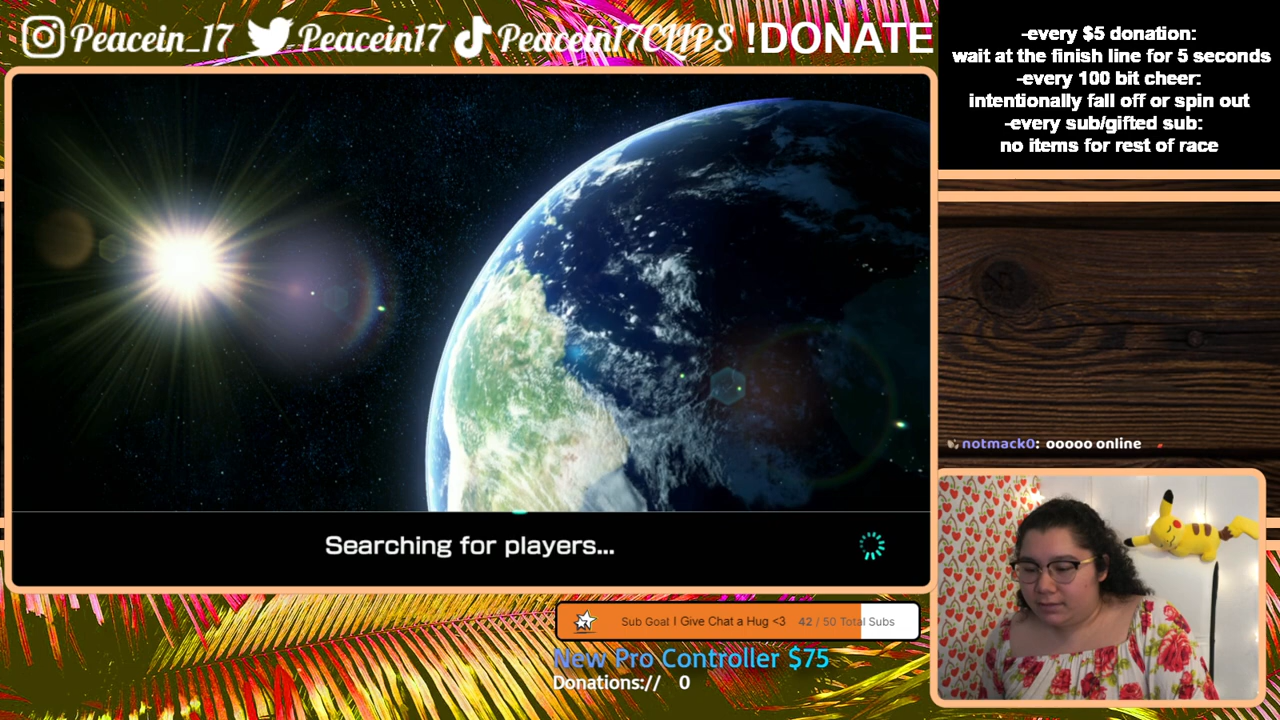 Peacein_17 Peacein17 Peacein17ClIPS !DONATE
-every $5 donation:
wait at the finish line for 5 seconds
-every 100 bit cheer:
intentionally fall off or spin out
-every sub/gifted sub:
no items for rest of race
notmack0: ooooo online
Searching for players...
Sub Goal I Give Chat a Hug <3 42 / 50 Total Subs
New Pro Controller $75
Donations:// 0